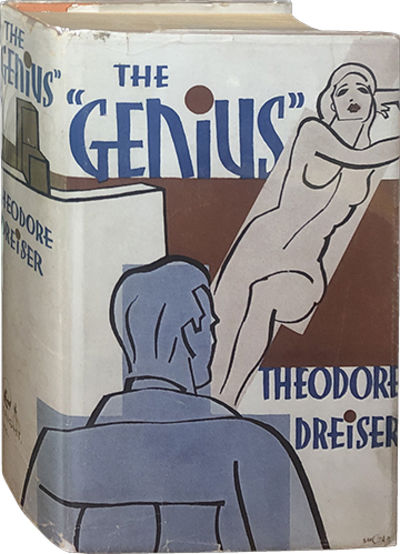 THE
"GENiUS"
THEODORE
DREiSER
THE
"GENiUS"
THEODORE
DREiSER